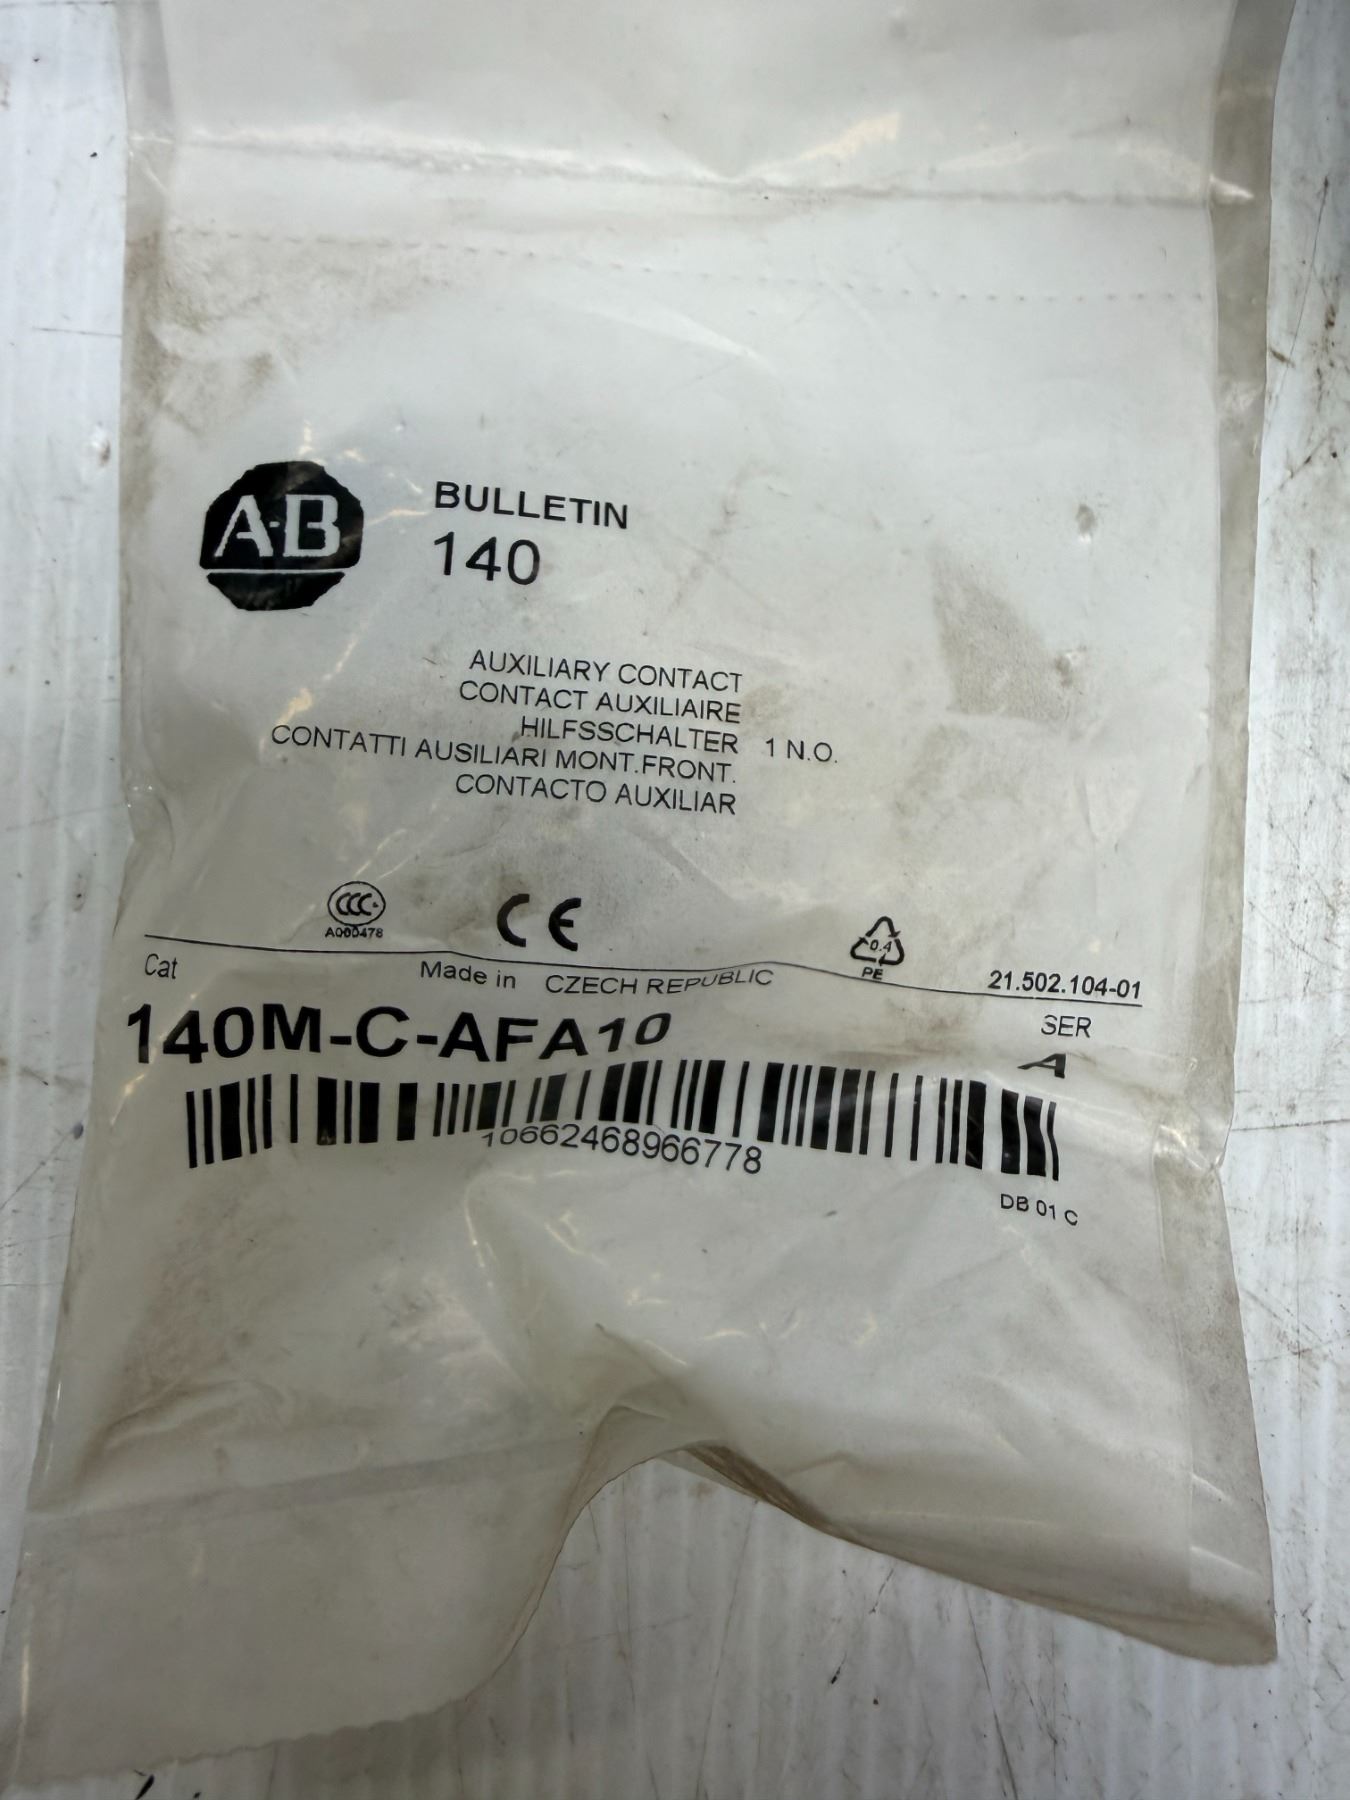 A-B
BULLETIN
140
AUXILIARY CONTACT
CONTACT AUXILIAIRE
HILFSSCHALTER 1 N.O.
CONTATTI AUSILIARI MONT.FRONT.
CONTACTO AUXILIAR
CCC
A000478
CE
0.4
PE
Cat
Made in CZECH REPUBLIC
21.502.104-01
140M-C-AFA10
SER
A
10662468966778
DB 01 C